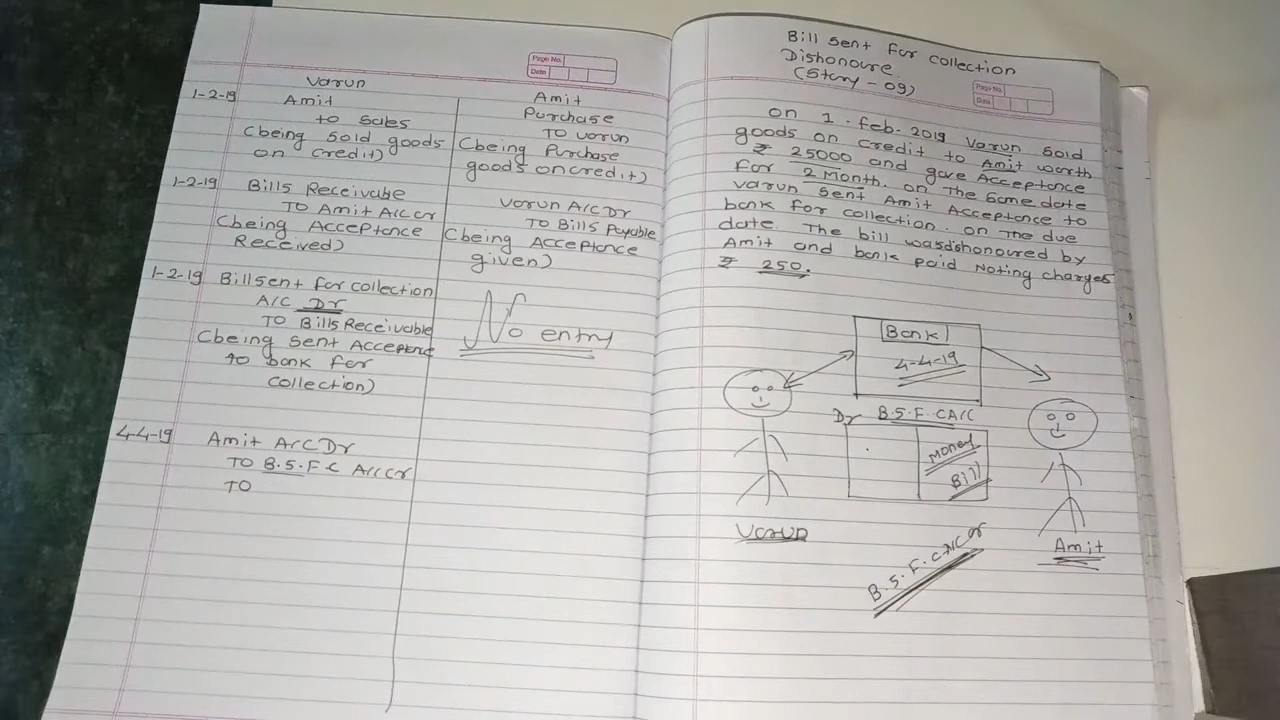 Varun
Page No.
Date
1-2-19
Amit
to Sales
(being sold goods
on credit)
Amit
Purchase
TO varun
(being Purchase
goods on credit)
1-2-19
Bills Receivabe
TO Amit A/C cr
(being Acceptance
Received)
Varun A/C Dr
TO Bills Payable
(being Acceptance
given)
1-2-19
Bill sent for collection
A/C Dr
TO Bills Receivable
(being sent Acceptance
to bank for
collection)
No entry
4-4-19
Amit A/C Dr
TO B.S.F.C A/C Cr
TO
Bill sent for collection
Dishonoure
(Story-09)
Page No.
Date
on 1. feb. 2019 Varun sold
goods on credit to Amit worth
₹ 25000 and gave Acceptance
For 2 Month. on The same date
varun sent Amit Acceptance to
bank for collection. on The due
date. The bill wasdishonoured by
Amit and bank paid Noting charges
₹ 250.
Bank
4-4-19
Dr B.S.F.CA/C
Money
Bill
Varun
Amit
B.S.F.C A/C cr